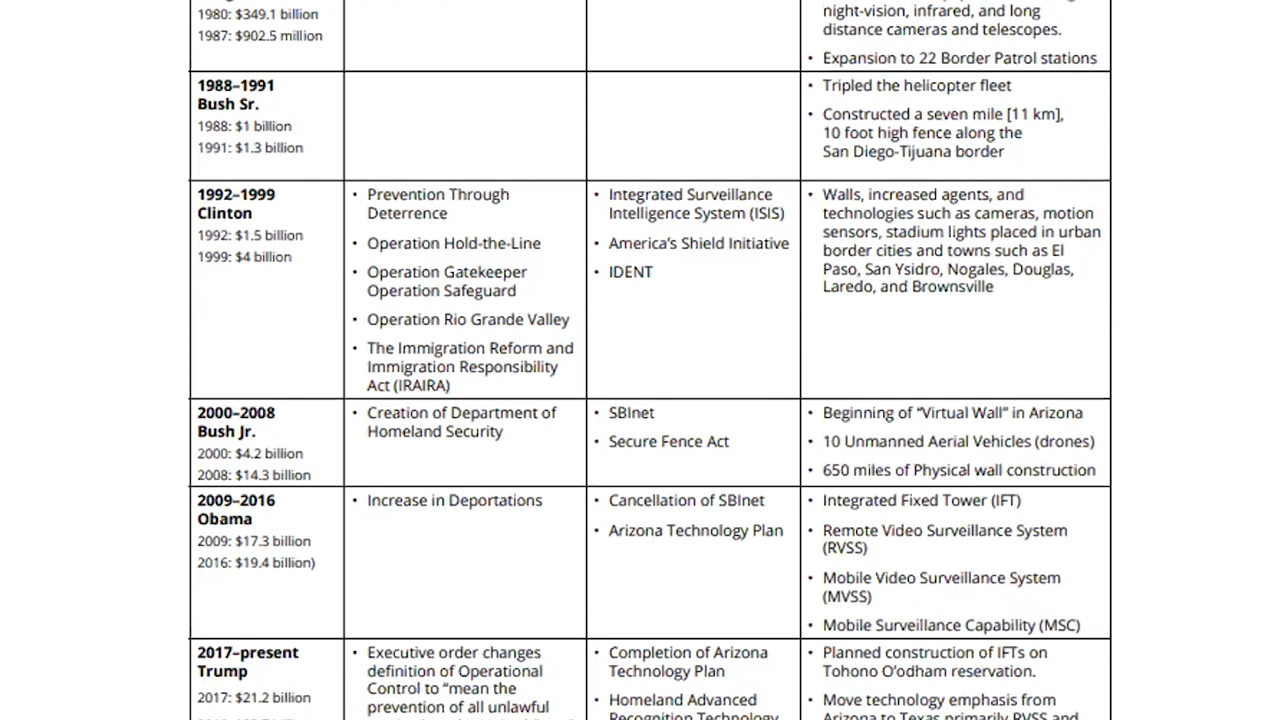 1980: $349.1 billion
1987: $902.5 million
night-vision, infrared, and long
distance cameras and telescopes.
• Expansion to 22 Border Patrol stations
1988–1991
Bush Sr.
1988: $1 billion
1991: $1.3 billion
• Tripled the helicopter fleet
• Constructed a seven mile [11 km],
10 foot high fence along the
San Diego-Tijuana border
1992–1999
Clinton
1992: $1.5 billion
1999: $4 billion
• Prevention Through
Deterrence
• Operation Hold-the-Line
• Operation Gatekeeper
Operation Safeguard
• Operation Rio Grande Valley
• The Immigration Reform and
Immigration Responsibility
Act (IRAIRA)
• Integrated Surveillance
Intelligence System (ISIS)
• America’s Shield Initiative
• IDENT
• Walls, increased agents, and
technologies such as cameras, motion
sensors, stadium lights placed in urban
border cities and towns such as El
Paso, San Ysidro, Nogales, Douglas,
Laredo, and Brownsville
2000–2008
Bush Jr.
2000: $4.2 billion
2008: $14.3 billion
• Creation of Department of
Homeland Security
• SBInet
• Secure Fence Act
• Beginning of “Virtual Wall” in Arizona
• 10 Unmanned Aerial Vehicles (drones)
• 650 miles of Physical wall construction
2009–2016
Obama
2009: $17.3 billion
2016: $19.4 billion)
• Increase in Deportations
• Cancellation of SBInet
• Arizona Technology Plan
• Integrated Fixed Tower (IFT)
• Remote Video Surveillance System
(RVSS)
• Mobile Video Surveillance System
(MVSS)
• Mobile Surveillance Capability (MSC)
2017–present
Trump
2017: $21.2 billion
• Executive order changes
definition of Operational
Control to “mean the
prevention of all unlawful
• Completion of Arizona
Technology Plan
• Homeland Advanced
Recognition Technology
• Planned construction of IFTs on
Tohono O’odham reservation.
• Move technology emphasis from
Arizona to Texas primarily RVSS and